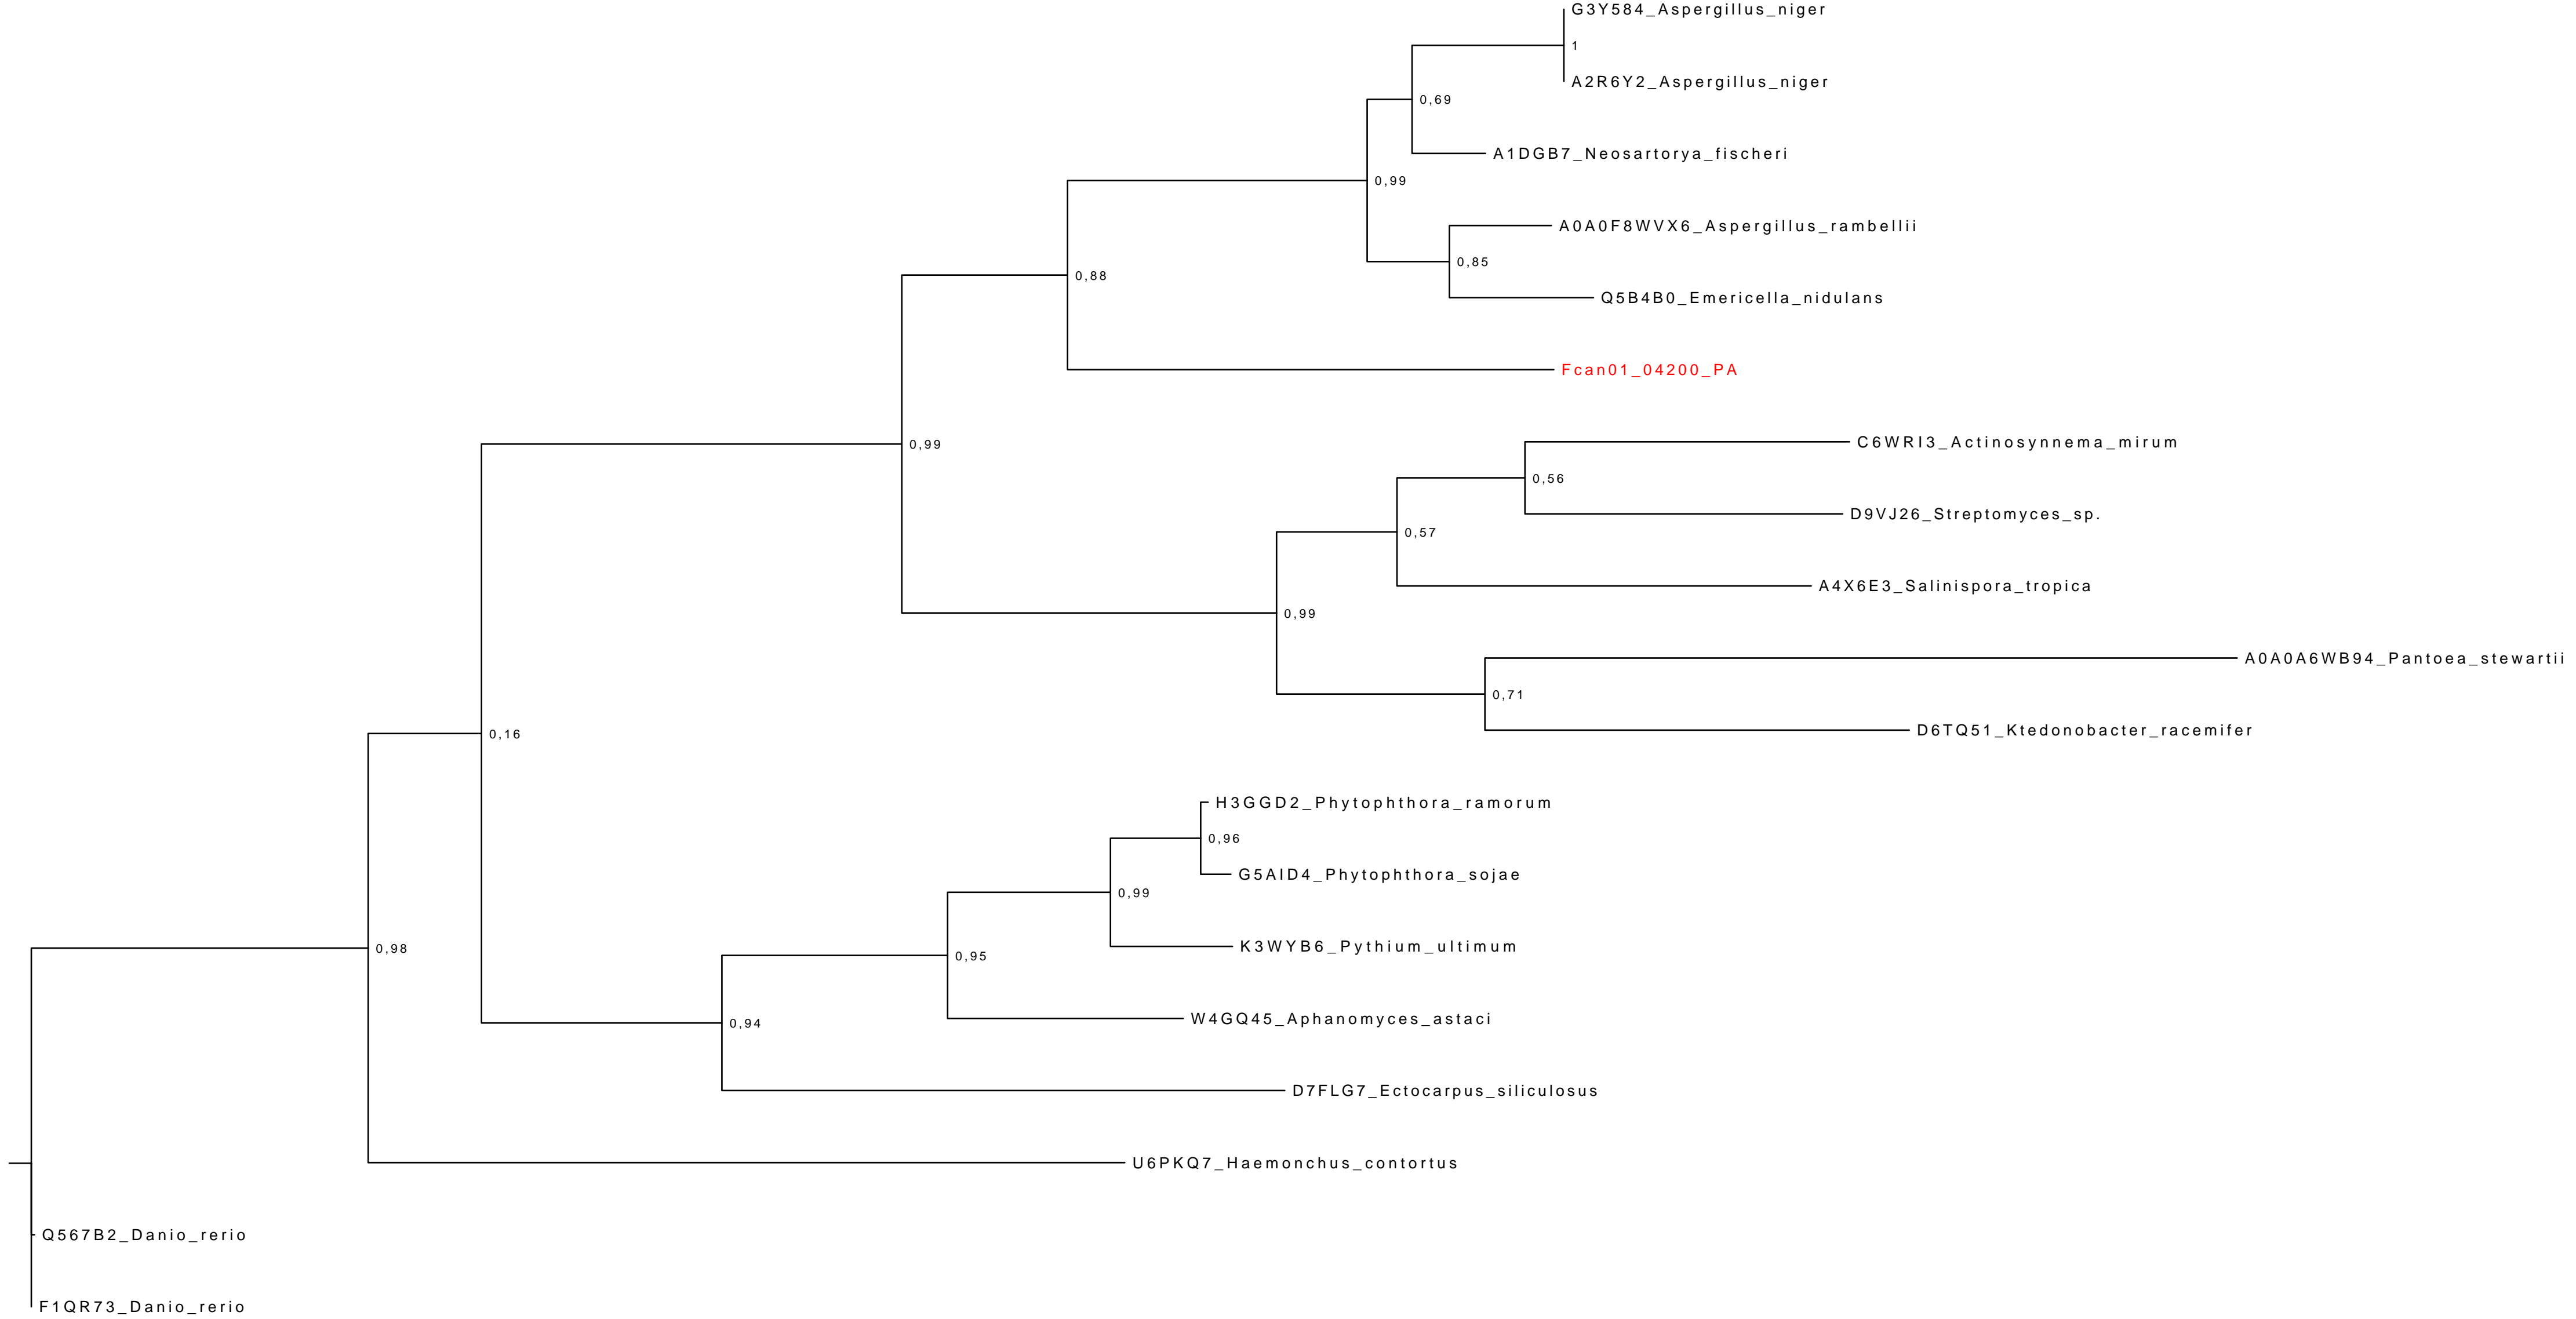 G3Y584_Aspergillus_niger
1
A2R6Y2_Aspergillus_niger
0,69
A1DGB7_Neosartorya_fischeri
0,99
A0A0F8WVX6_Aspergillus_rambellii
0,85
0,88
Q5B4B0_Emericella_nidulans
Fcan01_04200_PA
0,99
C6WRI3_Actinosynnema_mirum
0,56
D9VJ26_Streptomyces_sp.
0,57
A4X6E3_Salinispora_tropica
0,99
A0A0A6WB94_Pantoea_stewartii
0,71
D6TQ51_Ktedonobacter_racemifer
0,16
H3GGD2_Phytophthora_ramorum
0,96
G5AID4_Phytophthora_sojae
0,99
K3WYB6_Pythium_ultimum
0,98
0,95
W4GQ45_Aphanomyces_astaci
0,94
D7FLG7_Ectocarpus_siliculosus
U6PKQ7_Haemonchus_contortus
Q567B2_Danio_rerio
F1QR73_Danio_rerio